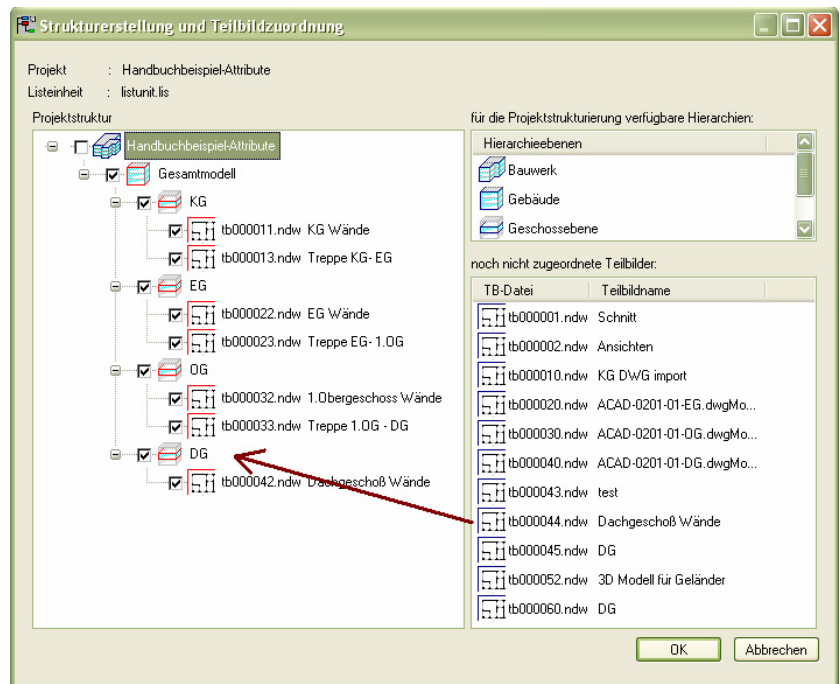 Strukturerstellung und Teilbildzuordnung
Projekt : Handbuchbeispiel-Attribute
Listeinheit : listunit.lis
Projektstruktur
Handbuchbeispiel-Attribute
Gesamtmodell
KG
tb000011.ndw KG Wände
tb000013.ndw Treppe KG- EG
EG
tb000022.ndw EG Wände
tb000023.ndw Treppe EG- 1.OG
OG
tb000032.ndw 1.Obergeschoss Wände
tb000033.ndw Treppe 1.OG - DG
DG
tb000042.ndw Dachgeschoß Wände
für die Projektstrukturierung verfügbare Hierarchien:
Hierarchieebenen
Bauwerk
Gebäude
Geschossebene
noch nicht zugeordnete Teilbilder:
TB-Datei Teilbildname
tb000001.ndw Schnitt
tb000002.ndw Ansichten
tb000010.ndw KG DWG import
tb000020.ndw ACAD-0201-01-EG.dwgMo...
tb000030.ndw ACAD-0201-01-OG.dwgMo...
tb000040.ndw ACAD-0201-01-DG.dwgMo...
tb000043.ndw test
tb000044.ndw Dachgeschoß Wände
tb000045.ndw DG
tb000052.ndw 3D Modell für Geländer
tb000060.ndw DG
OK Abbrechen